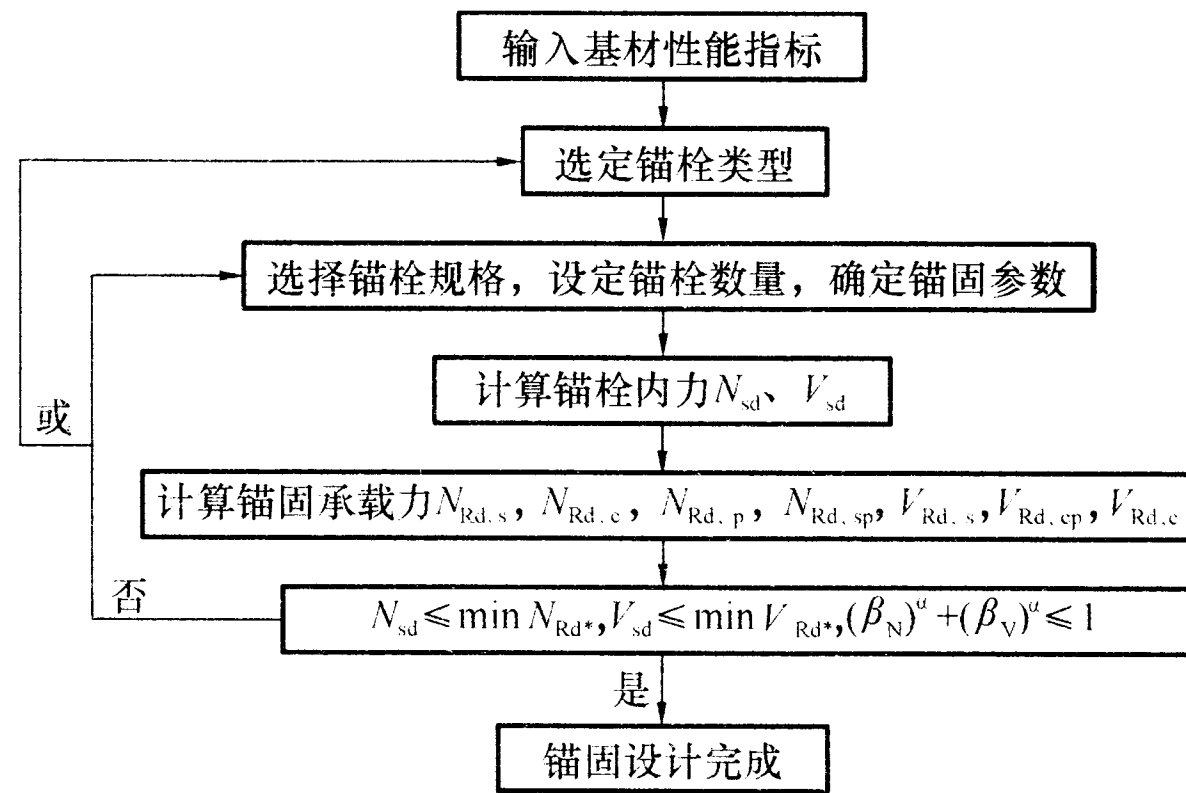 输入基材性能指标
选定锚栓类型
选择锚栓规格，设定锚栓数量，确定锚固参数
计算锚栓内力N_sd、V_sd
或
计算锚固承载力N_Rd,s，N_Rd,c，N_Rd,p，N_Rd,sp，V_Rd,s，V_Rd,cp，V_Rd,c
否
N_sd≤min N_Rd*,V_sd≤min V_Rd*,(β_N)^α+(β_V)^α≤1
是
锚固设计完成